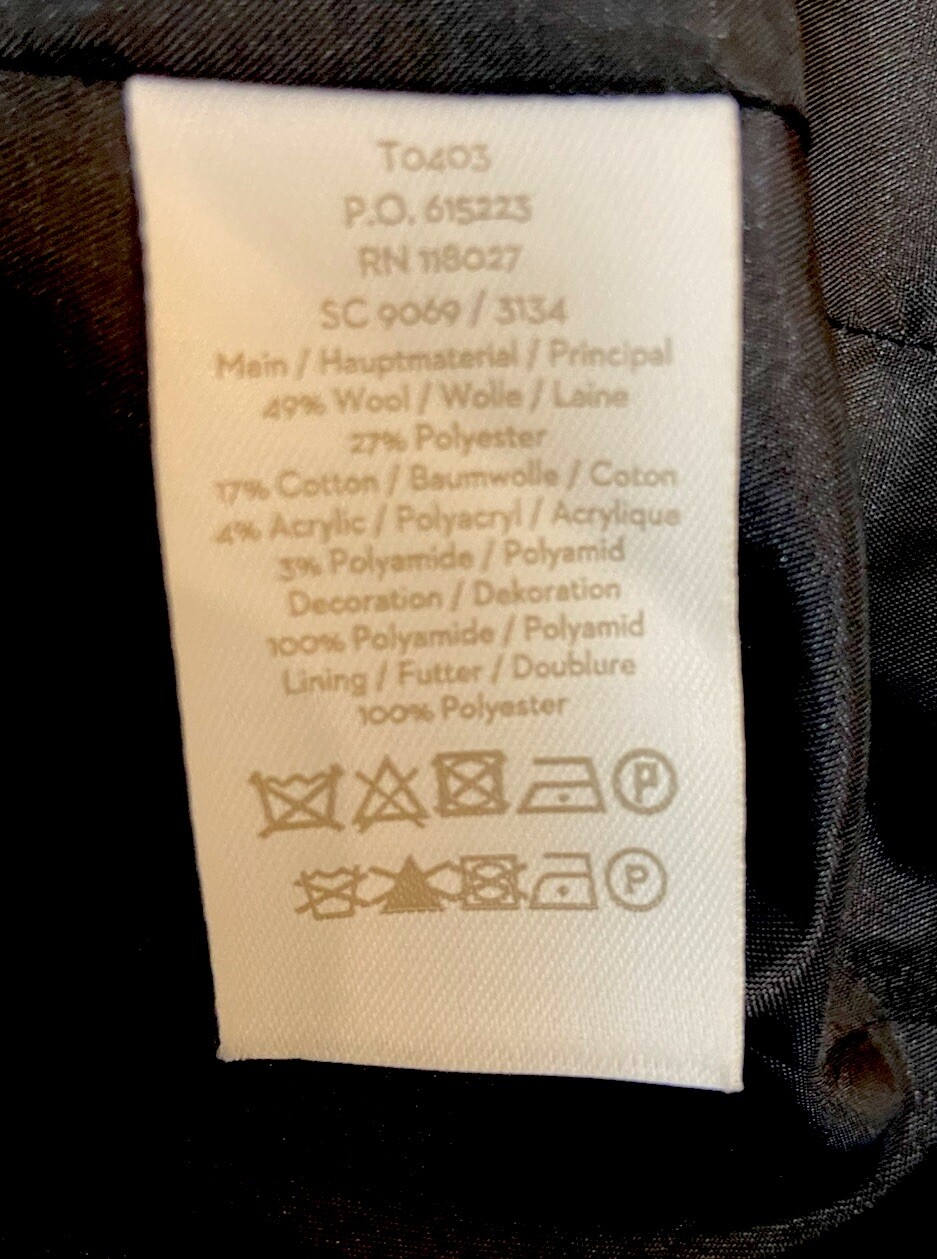 T0403
P.O. 615223
RN 118027
SC 9069 / 3134
Main / Hauptmaterial / Principal
49% Wool / Wolle / Laine
27% Polyester
17% Cotton / Baumwolle / Coton
4% Acrylic / Polyacryl / Acrylique
3% Polyamide / Polyamid
Decoration / Dekoration
100% Polyamide / Polyamid
Lining / Futter / Doublure
100% Polyester
P
P